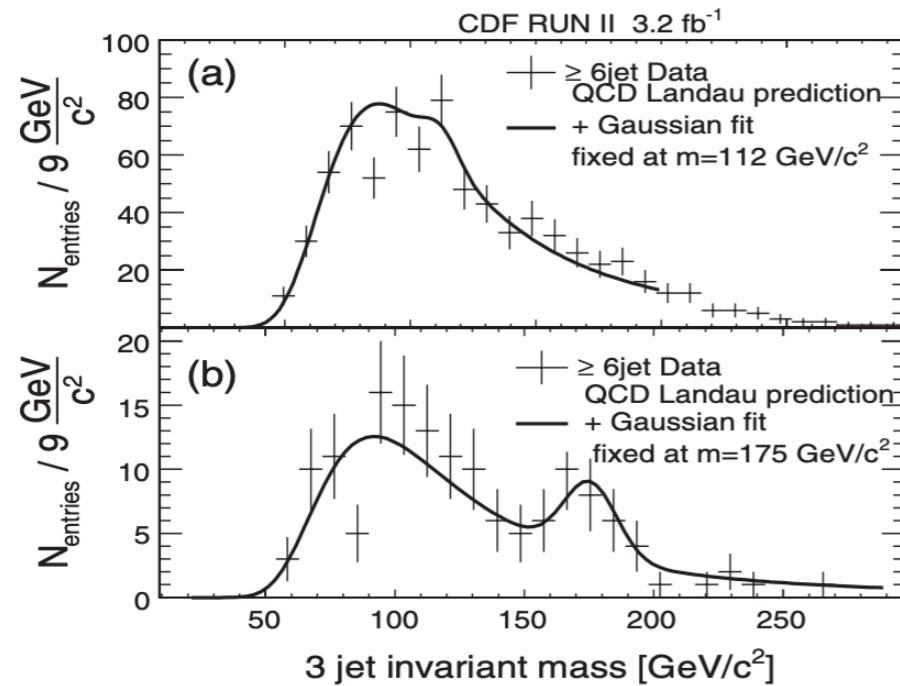 CDF RUN II 3.2 fb⁻¹
(a)
≥ 6jet Data
QCD Landau prediction
+ Gaussian fit
fixed at m=112 GeV/c²
N_entries / 9 GeV/c²
100
80
60
40
20
(b)
≥ 6jet Data
QCD Landau prediction
+ Gaussian fit
fixed at m=175 GeV/c²
N_entries / 9 GeV/c²
20
15
10
5
0
50 100 150 200 250
3 jet invariant mass [GeV/c²]